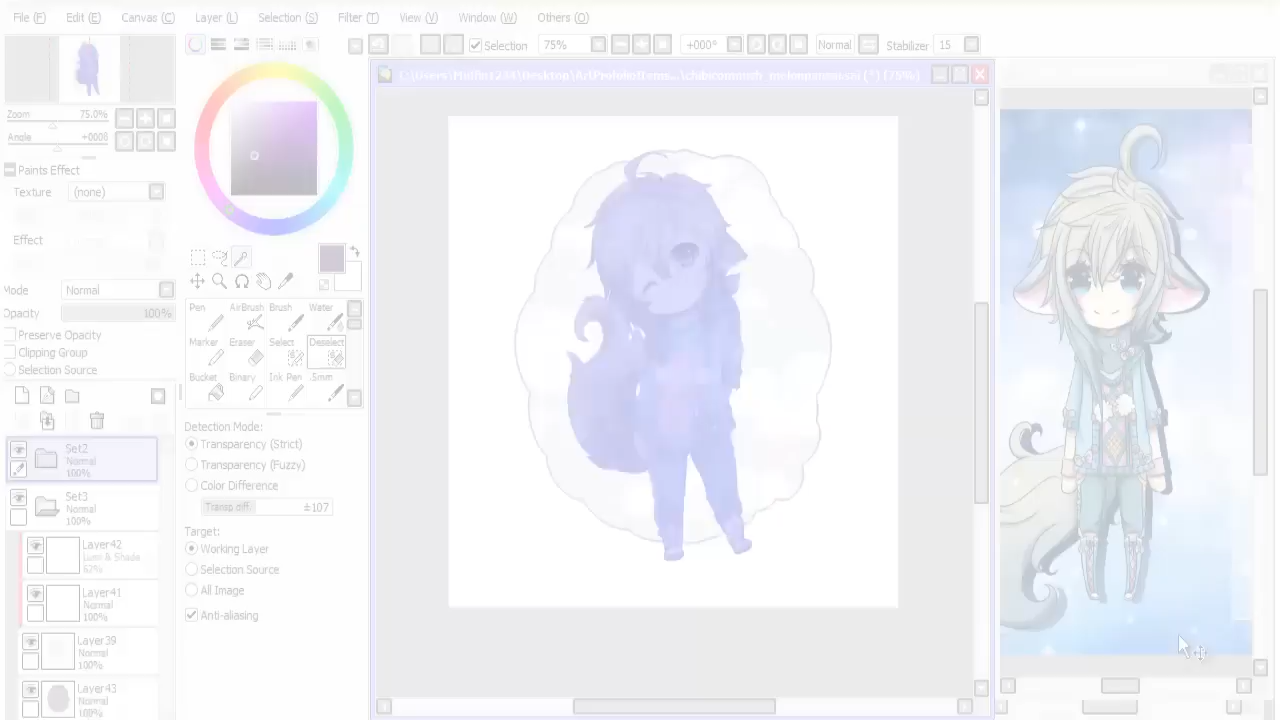 File (F) Edit (E) Canvas (C) Layer (L) Selection (S) Filter (T) View (V) Window (W) Others (O)
Selection 75% +000° Normal Stabilizer 15
Zoom 75.0%
Angle +000ß
Paints Effect
Texture (none)
Effect
Mode Normal
Opacity 100%
Preserve Opacity
Clipping Group
Selection Source
Set2
Normal
100%
Set3
Normal
100%
Layer42
Lumi & Shade
62%
Layer41
Normal
100%
Layer39
Normal
100%
Layer43
Normal
100%
Pen AirBrush Brush Water
Marker Eraser Select Deselect
Bucket Binary Ink Pen .5mm
Detection Mode:
Transparency (Strict)
Transparency (Fuzzy)
Color Difference
Transp diff. ±107
Target:
Working Layer
Selection Source
All Image
Anti-aliasing
(*) (75%)